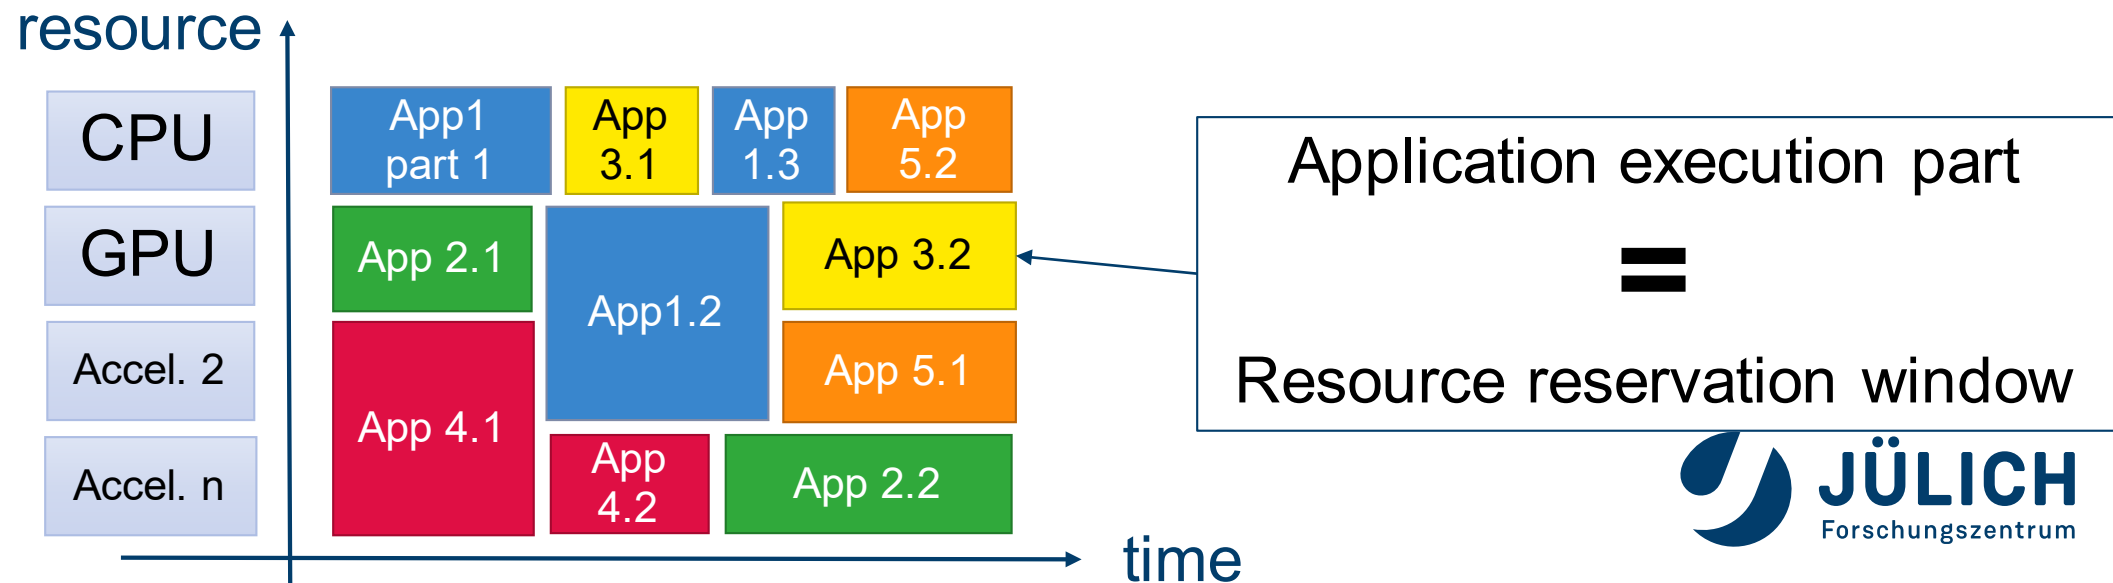 resource
CPU
App1
part 1
App
3.1
App
1.3
App
5.2
GPU
App 2.1
App1.2
App 3.2
Accel. 2
App 4.1
App 5.1
Accel. n
App
4.2
App 2.2
time
Application execution part
=
Resource reservation window
JÜLICH
Forschungszentrum